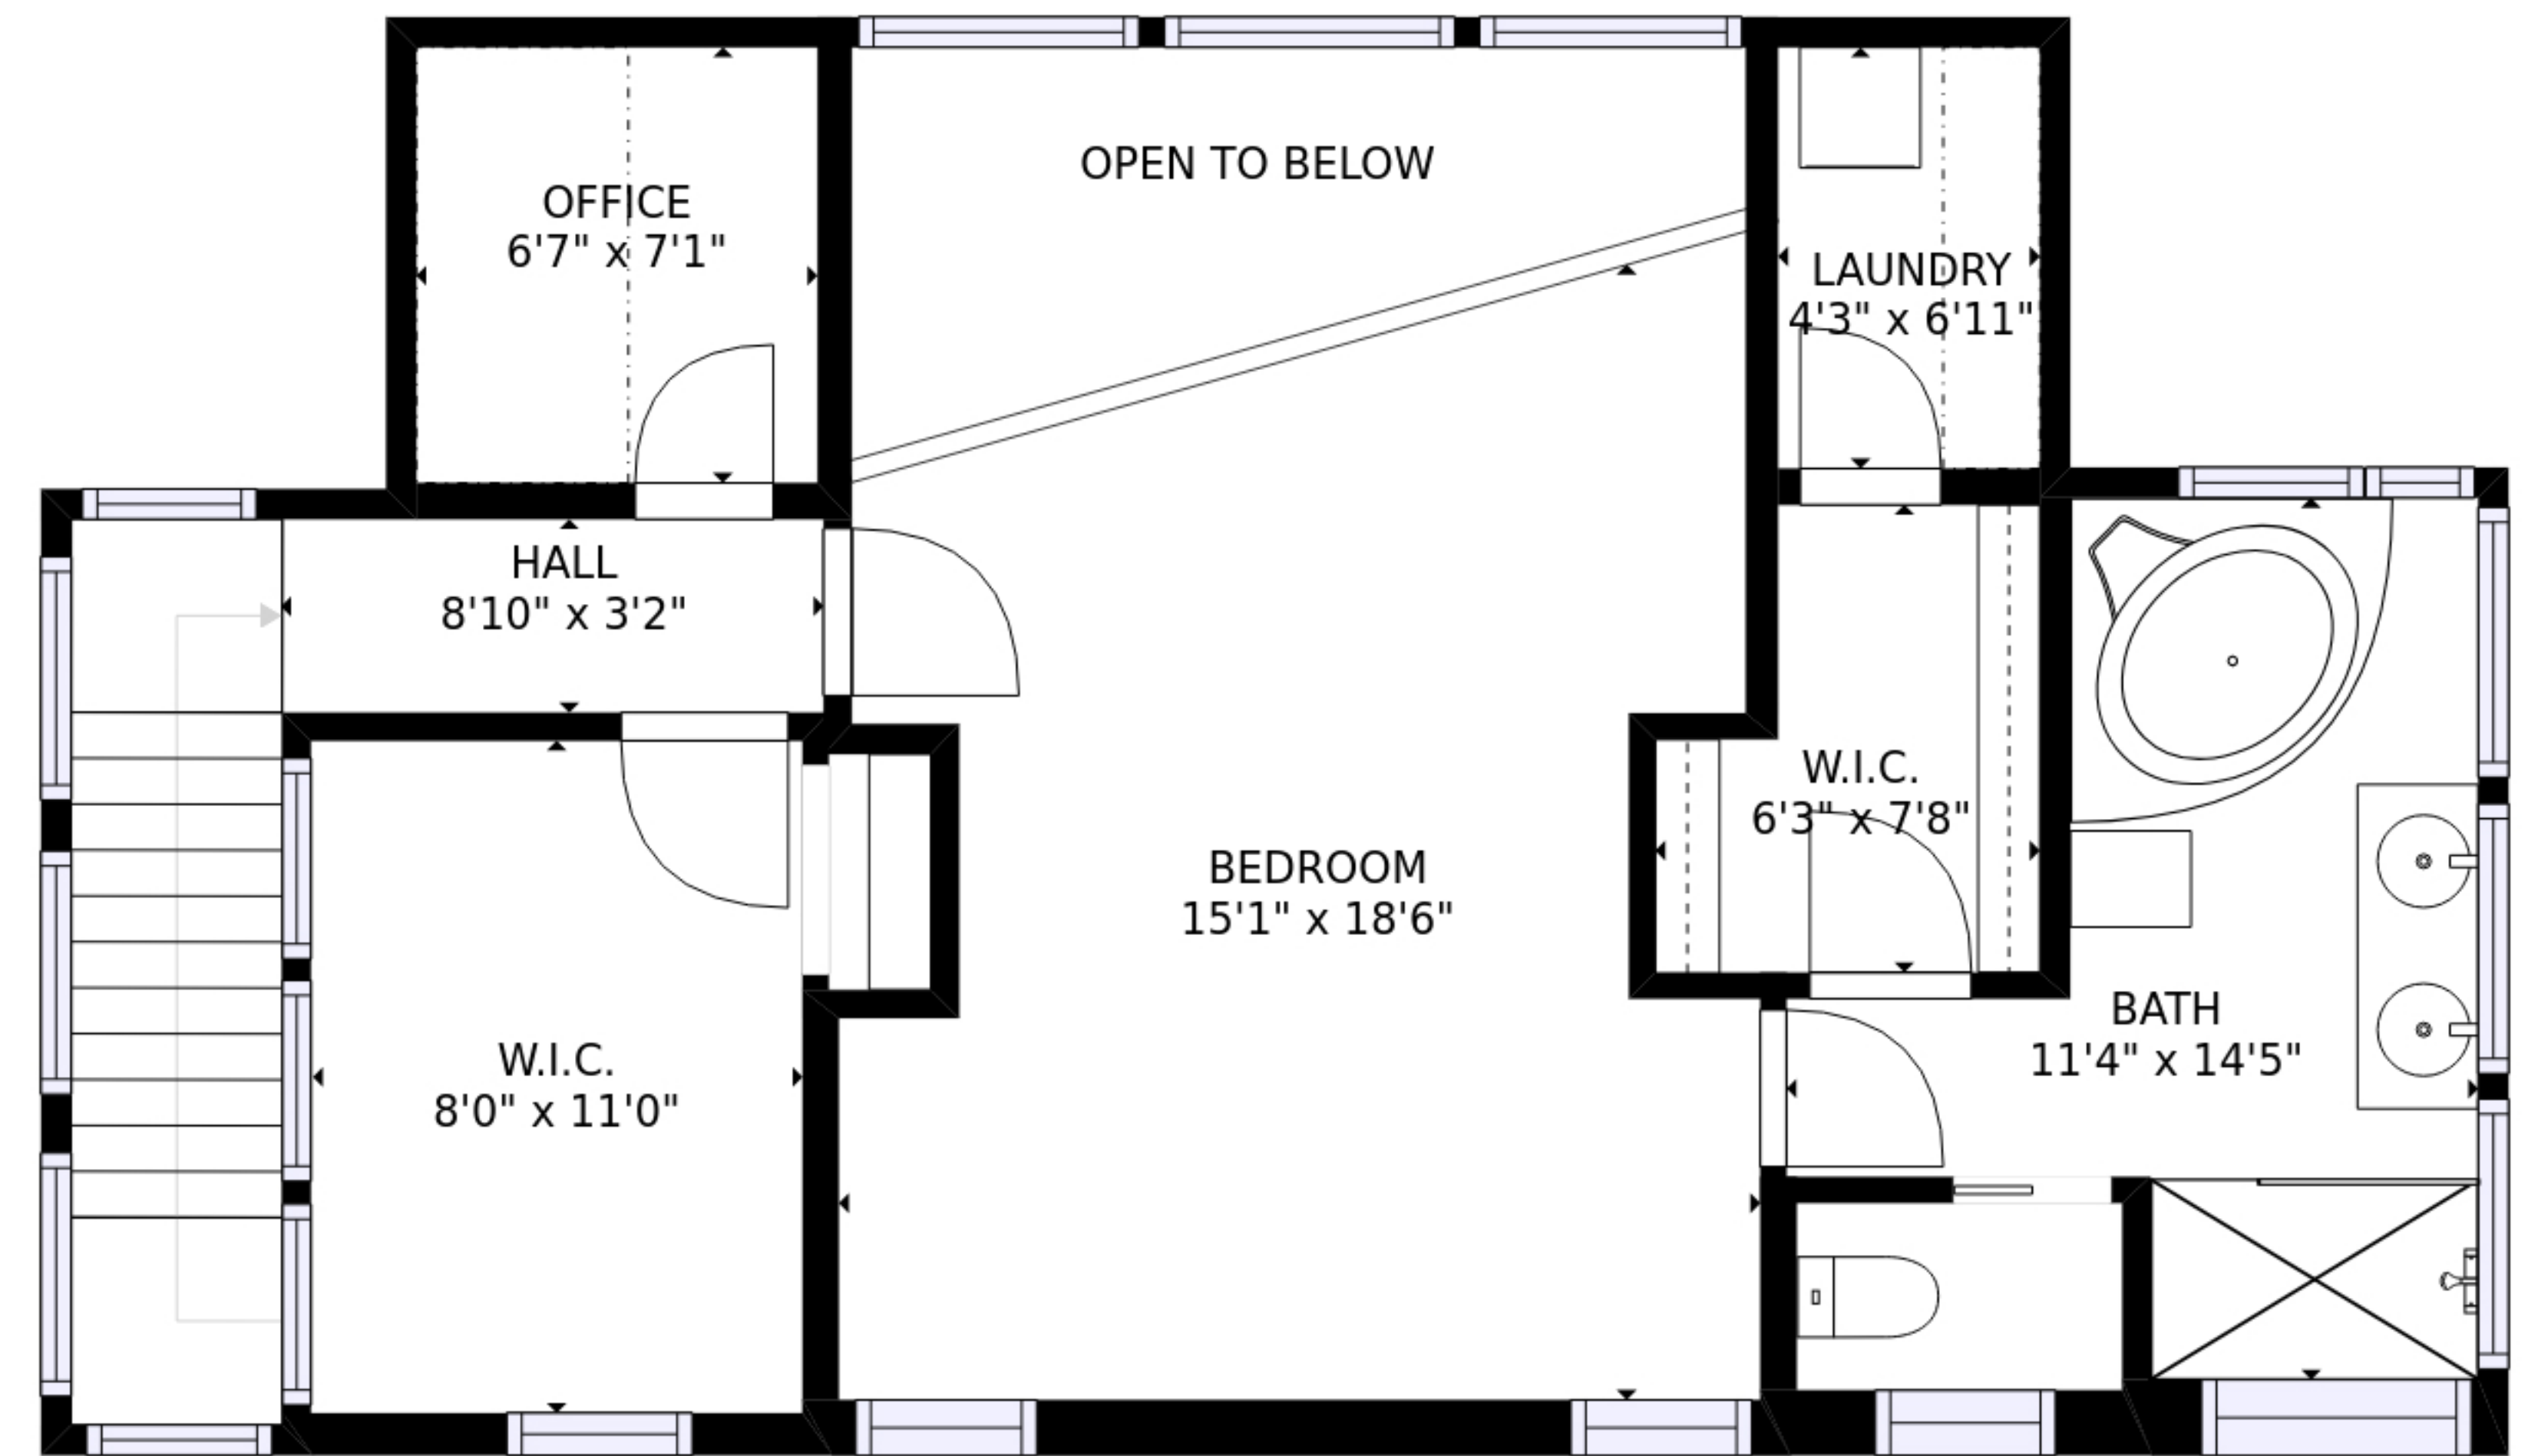 OPEN TO BELOW
OFFICE
6'7" x 7'1"
LAUNDRY
4'3" x 6'11"
HALL
8'10" x 3'2"
W.I.C.
6'3" x 7'8"
BEDROOM
15'1" x 18'6"
BATH
11'4" x 14'5"
W.I.C.
8'0" x 11'0"